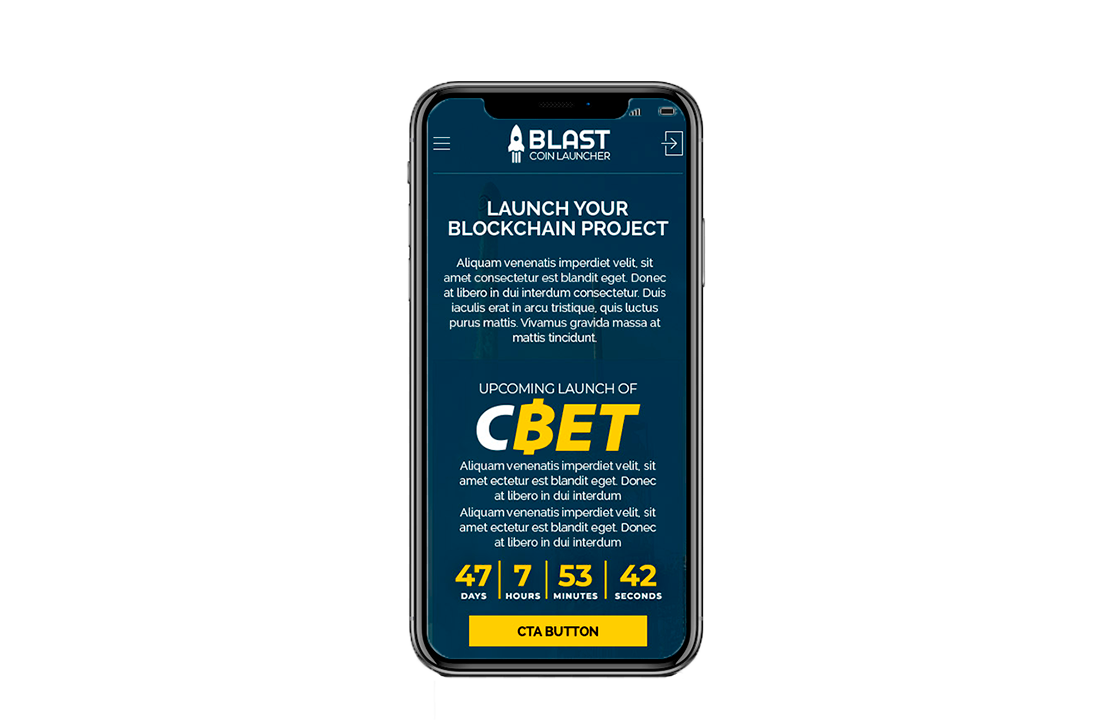 BLAST
COIN LAUNCHER
LAUNCH YOUR
BLOCKCHAIN PROJECT
Aliquam venenatis imperdiet velit, sit
amet consectetur est blandit eget. Donec
at libero in dui interdum consectetur. Duis
iaculis erat in arcu tristique, quis luctus
purus mattis. Vivamus gravida massa at
mattis tincidunt.
UPCOMING LAUNCH OF
C₿ET
Aliquam venenatis imperdiet velit, sit
amet ectetur est blandit eget. Donec
at libero in dui interdum
Aliquam venenatis imperdiet velit, sit
amet ectetur est blandit eget. Donec
at libero in dui interdum
47 7 53 42
DAYS HOURS MINUTES SECONDS
CTA BUTTON